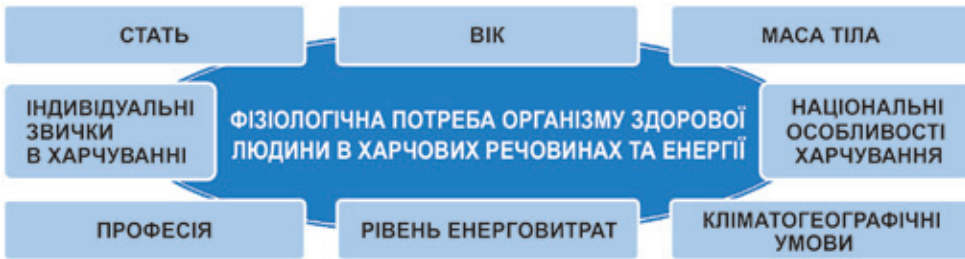 СТАТЬ
ВІК
МАСА ТІЛА
ІНДИВІДУАЛЬНІ
ЗВИЧКИ
В ХАРЧУВАННІ
ФІЗІОЛОГІЧНА ПОТРЕБА ОРГАНІЗМУ ЗДОРОВОЇ
ЛЮДИНИ В ХАРЧОВИХ РЕЧОВИНАХ ТА ЕНЕРГІЇ
НАЦІОНАЛЬНІ
ОСОБЛИВОСТІ
ХАРЧУВАННЯ
ПРОФЕСІЯ
РІВЕНЬ ЕНЕРГОВИТРАТ
КЛІМАТОГЕОГРАФІЧНІ
УМОВИ